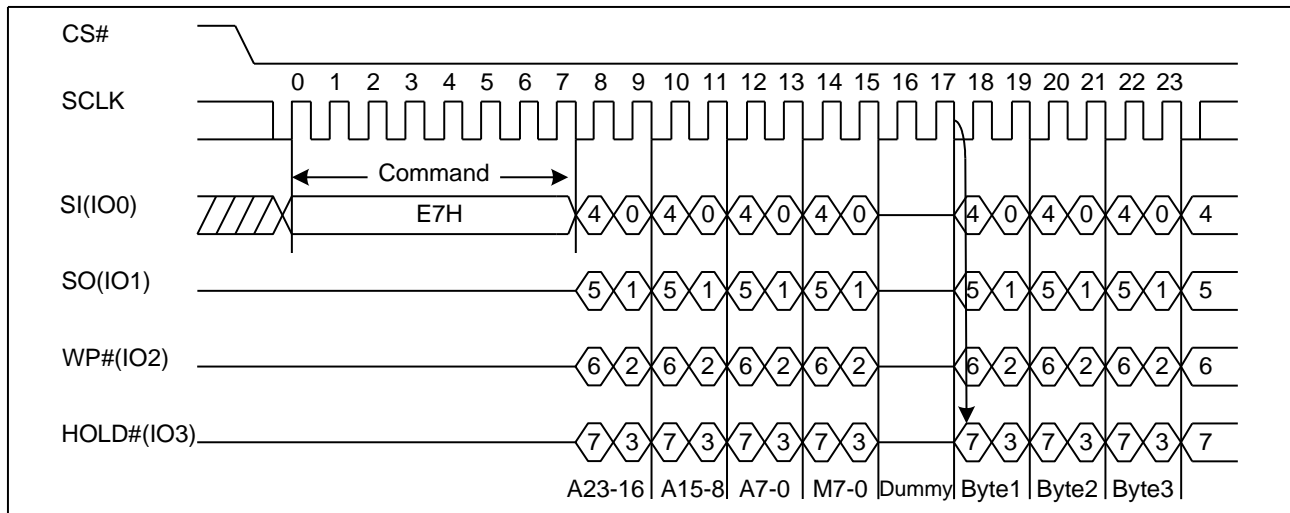 CS#
0 1 2 3 4 5 6 7 8 9 10 11 12 13 14 15 16 17 18 19 20 21 22 23
SCLK
Command
SI(IO0) E7H 4 0 4 0 4 0 4 0 4 0 4 0 4 0 4
SO(IO1) 5 1 5 1 5 1 5 1 5 1 5 1 5 1 5
WP#(IO2) 6 2 6 2 6 2 6 2 6 2 6 2 6 2 6
HOLD#(IO3) 7 3 7 3 7 3 7 3 7 3 7 3 7 3 7
A23-16 A15-8 A7-0 M7-0 Dummy Byte1 Byte2 Byte3